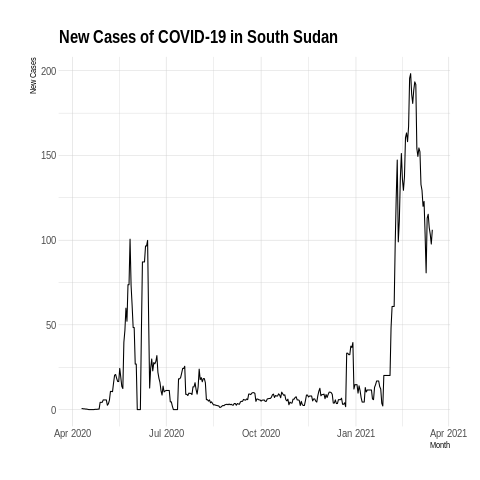 New Cases of COVID-19 in South Sudan
New Cases
200
150
100
50
0
Apr 2020
Jul 2020
Oct 2020
Jan 2021
Apr 2021
Month